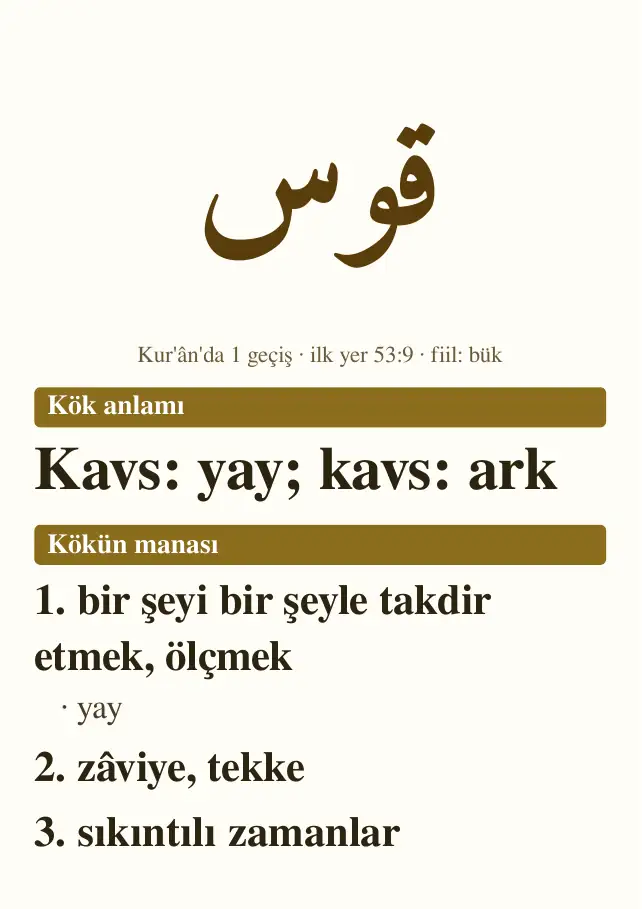 قوس
Kur'ân'da 1 geçiş · ilk yer 53:9 · fiil: bük
Kök anlamı
Kavs: yay; kavs: ark
Kökün manası
1. bir şeyi bir şeyle takdir
etmek, ölçmek
· yay
2. zâviye, tekke
3. sıkıntılı zamanlar